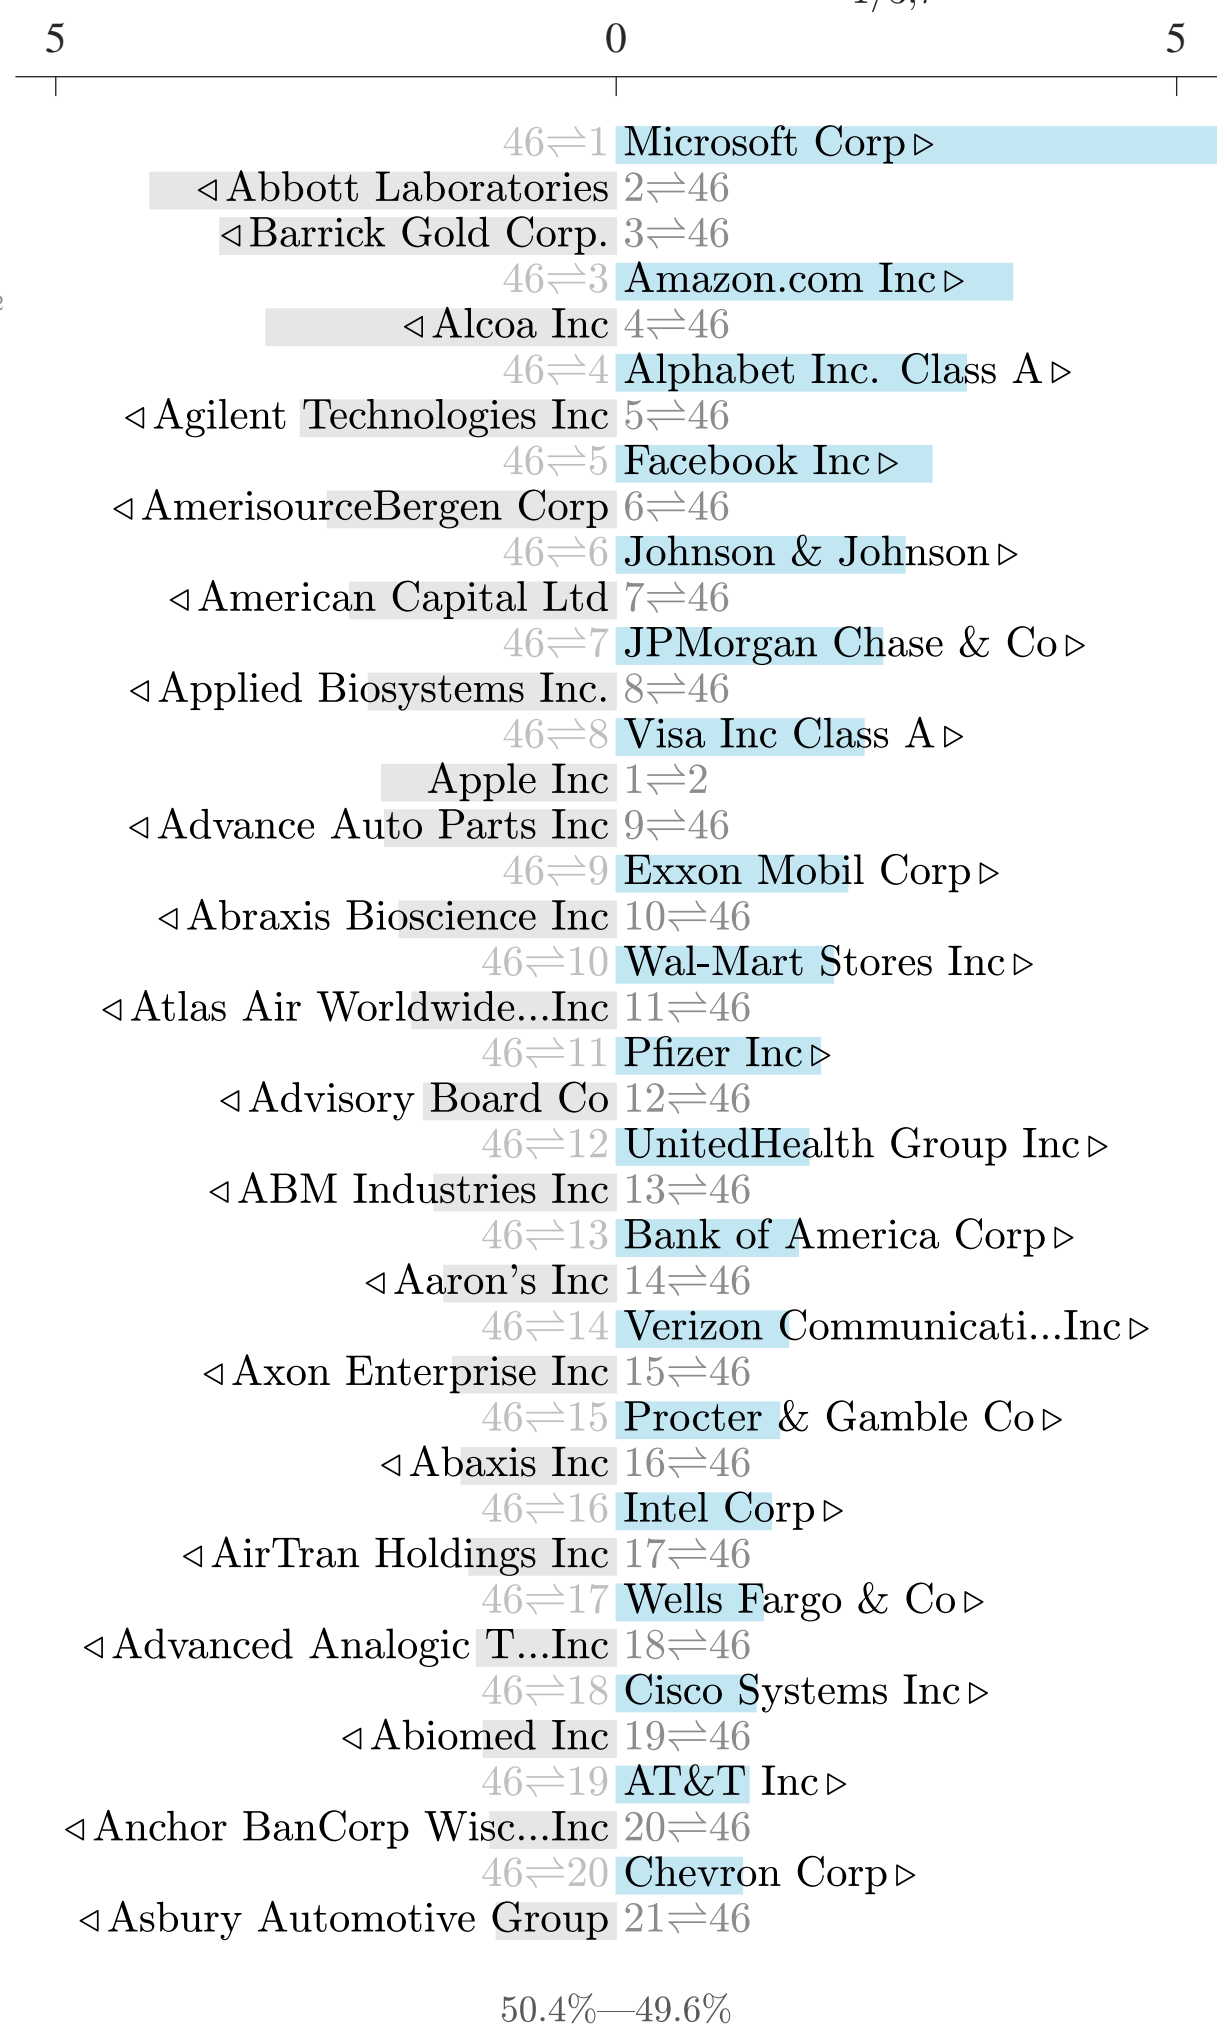 5 0 5
46⇌1 Microsoft Corp ▷
◁ Abbott Laboratories 2⇌46
◁ Barrick Gold Corp. 3⇌46
46⇌3 Amazon.com Inc ▷
◁ Alcoa Inc 4⇌46
46⇌4 Alphabet Inc. Class A ▷
◁ Agilent Technologies Inc 5⇌46
46⇌5 Facebook Inc ▷
◁ AmerisourceBergen Corp 6⇌46
46⇌6 Johnson & Johnson ▷
◁ American Capital Ltd 7⇌46
46⇌7 JPMorgan Chase & Co ▷
◁ Applied Biosystems Inc. 8⇌46
46⇌8 Visa Inc Class A ▷
Apple Inc 1⇌2
◁ Advance Auto Parts Inc 9⇌46
46⇌9 Exxon Mobil Corp ▷
◁ Abraxis Bioscience Inc 10⇌46
46⇌10 Wal-Mart Stores Inc ▷
◁ Atlas Air Worldwide...Inc 11⇌46
46⇌11 Pfizer Inc ▷
◁ Advisory Board Co 12⇌46
46⇌12 UnitedHealth Group Inc ▷
◁ ABM Industries Inc 13⇌46
46⇌13 Bank of America Corp ▷
◁ Aaron's Inc 14⇌46
46⇌14 Verizon Communicati...Inc ▷
◁ Axon Enterprise Inc 15⇌46
46⇌15 Procter & Gamble Co ▷
◁ Abaxis Inc 16⇌46
46⇌16 Intel Corp ▷
◁ AirTran Holdings Inc 17⇌46
46⇌17 Wells Fargo & Co ▷
◁ Advanced Analogic T...Inc 18⇌46
46⇌18 Cisco Systems Inc ▷
◁ Abiomed Inc 19⇌46
46⇌19 AT&T Inc ▷
◁ Anchor BanCorp Wisc...Inc 20⇌46
46⇌20 Chevron Corp ▷
◁ Asbury Automotive Group 21⇌46
50.4%—49.6%